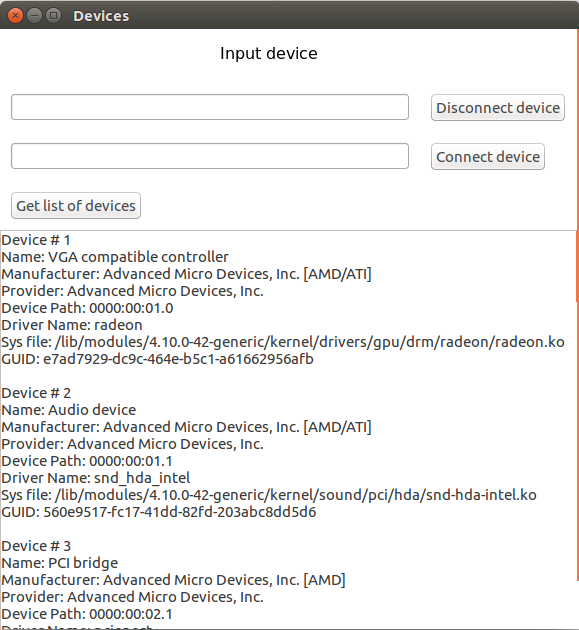 Devices
Input device
Disconnect device
Connect device
Get list of devices
Device # 1
Name: VGA compatible controller
Manufacturer: Advanced Micro Devices, Inc. [AMD/ATI]
Provider: Advanced Micro Devices, Inc.
Device Path: 0000:00:01.0
Driver Name: radeon
Sys file: /lib/modules/4.10.0-42-generic/kernel/drivers/gpu/drm/radeon/radeon.ko
GUID: e7ad7929-dc9c-464e-b5c1-a61662956afb
Device # 2
Name: Audio device
Manufacturer: Advanced Micro Devices, Inc. [AMD/ATI]
Provider: Advanced Micro Devices, Inc.
Device Path: 0000:00:01.1
Driver Name: snd_hda_intel
Sys file: /lib/modules/4.10.0-42-generic/kernel/sound/pci/hda/snd-hda-intel.ko
GUID: 560e9517-fc17-41dd-82fd-203abc8dd5d6
Device # 3
Name: PCI bridge
Manufacturer: Advanced Micro Devices, Inc. [AMD]
Provider: Advanced Micro Devices, Inc.
Device Path: 0000:00:02.1
Driver Name: